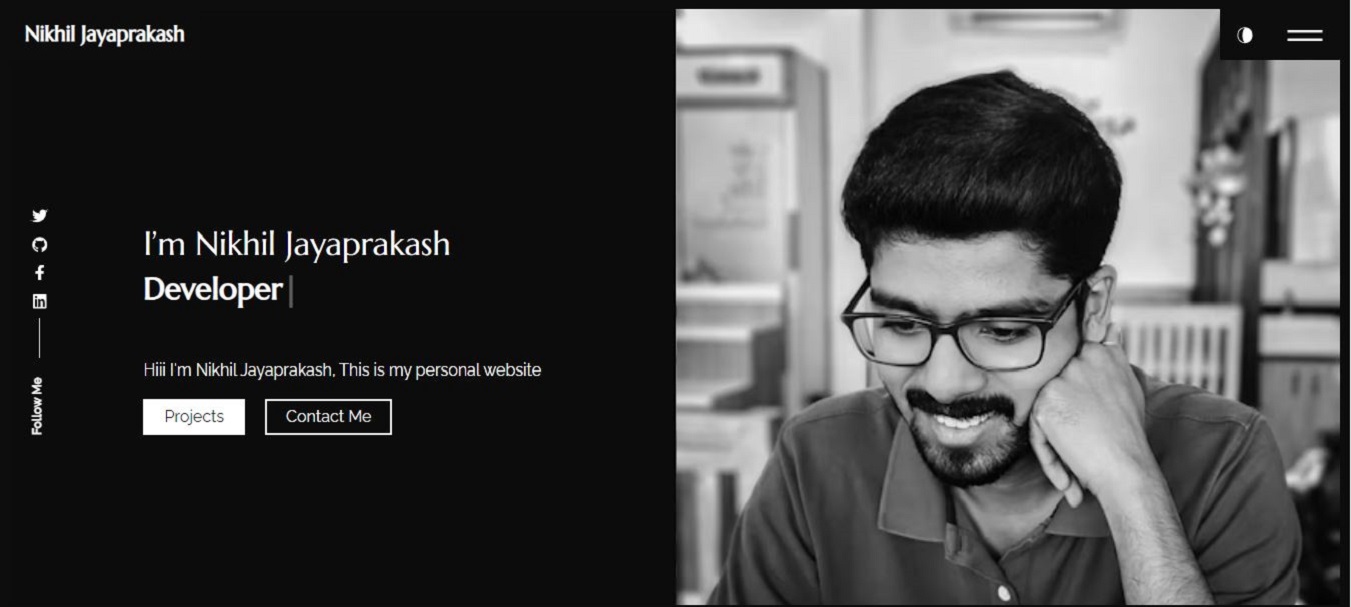 Nikhil Jayaprakash
I'm Nikhil Jayaprakash
Developer
Hiii I'm Nikhil Jayaprakash, This is my personal website
Projects
Contact Me
Follow Me